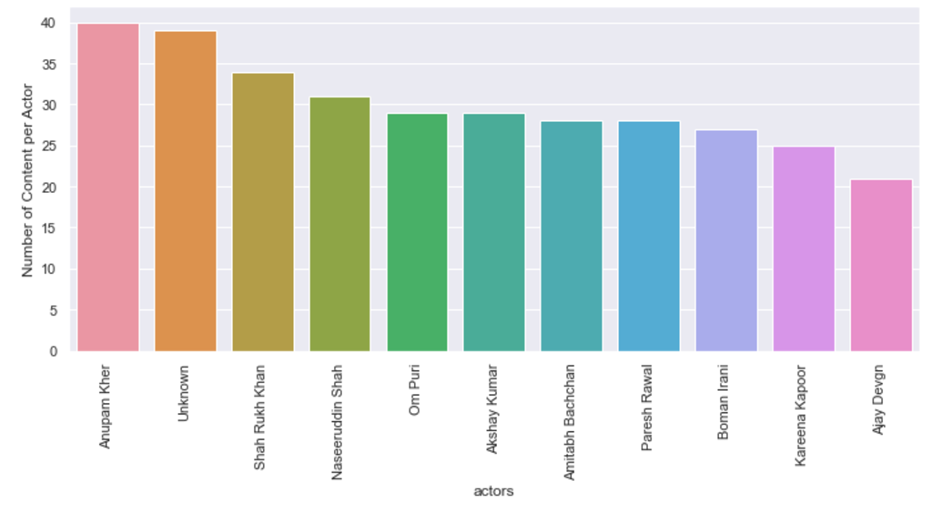 Number of Content per Actor
40
35
30
25
20
15
10
5
0
Anupam Kher
Unknown
Shah Rukh Khan
Naseeruddin Shah
Om Puri
Akshay Kumar
Amitabh Bachchan
Paresh Rawal
Boman Irani
Kareena Kapoor
Ajay Devgn
actors